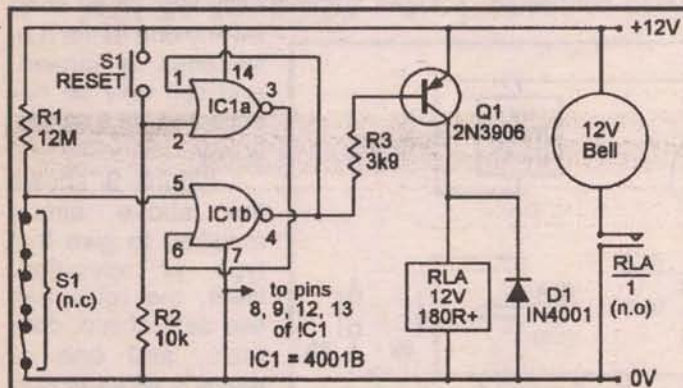 +12V
S1
RESET
1
14
3
IC1a
2
R1
12M
Q1
2N3906
12V
Bell
R3
3k9
5
IC1b
4
6
7
S1
(n.c)
to pins
8, 9, 12, 13
of IC1
R2
10k
IC1 = 4001B
RLA
12V
180R+
D1
IN4001
RLA
1
(n.o)
0V